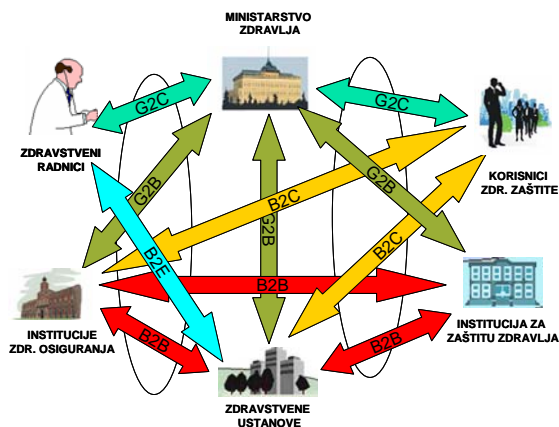 MINISTARSTVO
ZDRAVLJA
G2C
G2C
ZDRAVSTVENI
RADNICI
KORISNICI
ZDR. ZAŠTITE
G2B
G2B
G2B
B2C
B2C
B2E
B2B
INSTITUCIJE
ZDR. OSIGURANJA
INSTITUCIJA ZA
ZAŠTITU ZDRAVLJA
B2B
B2B
ZDRAVSTVENE
USTANOVE